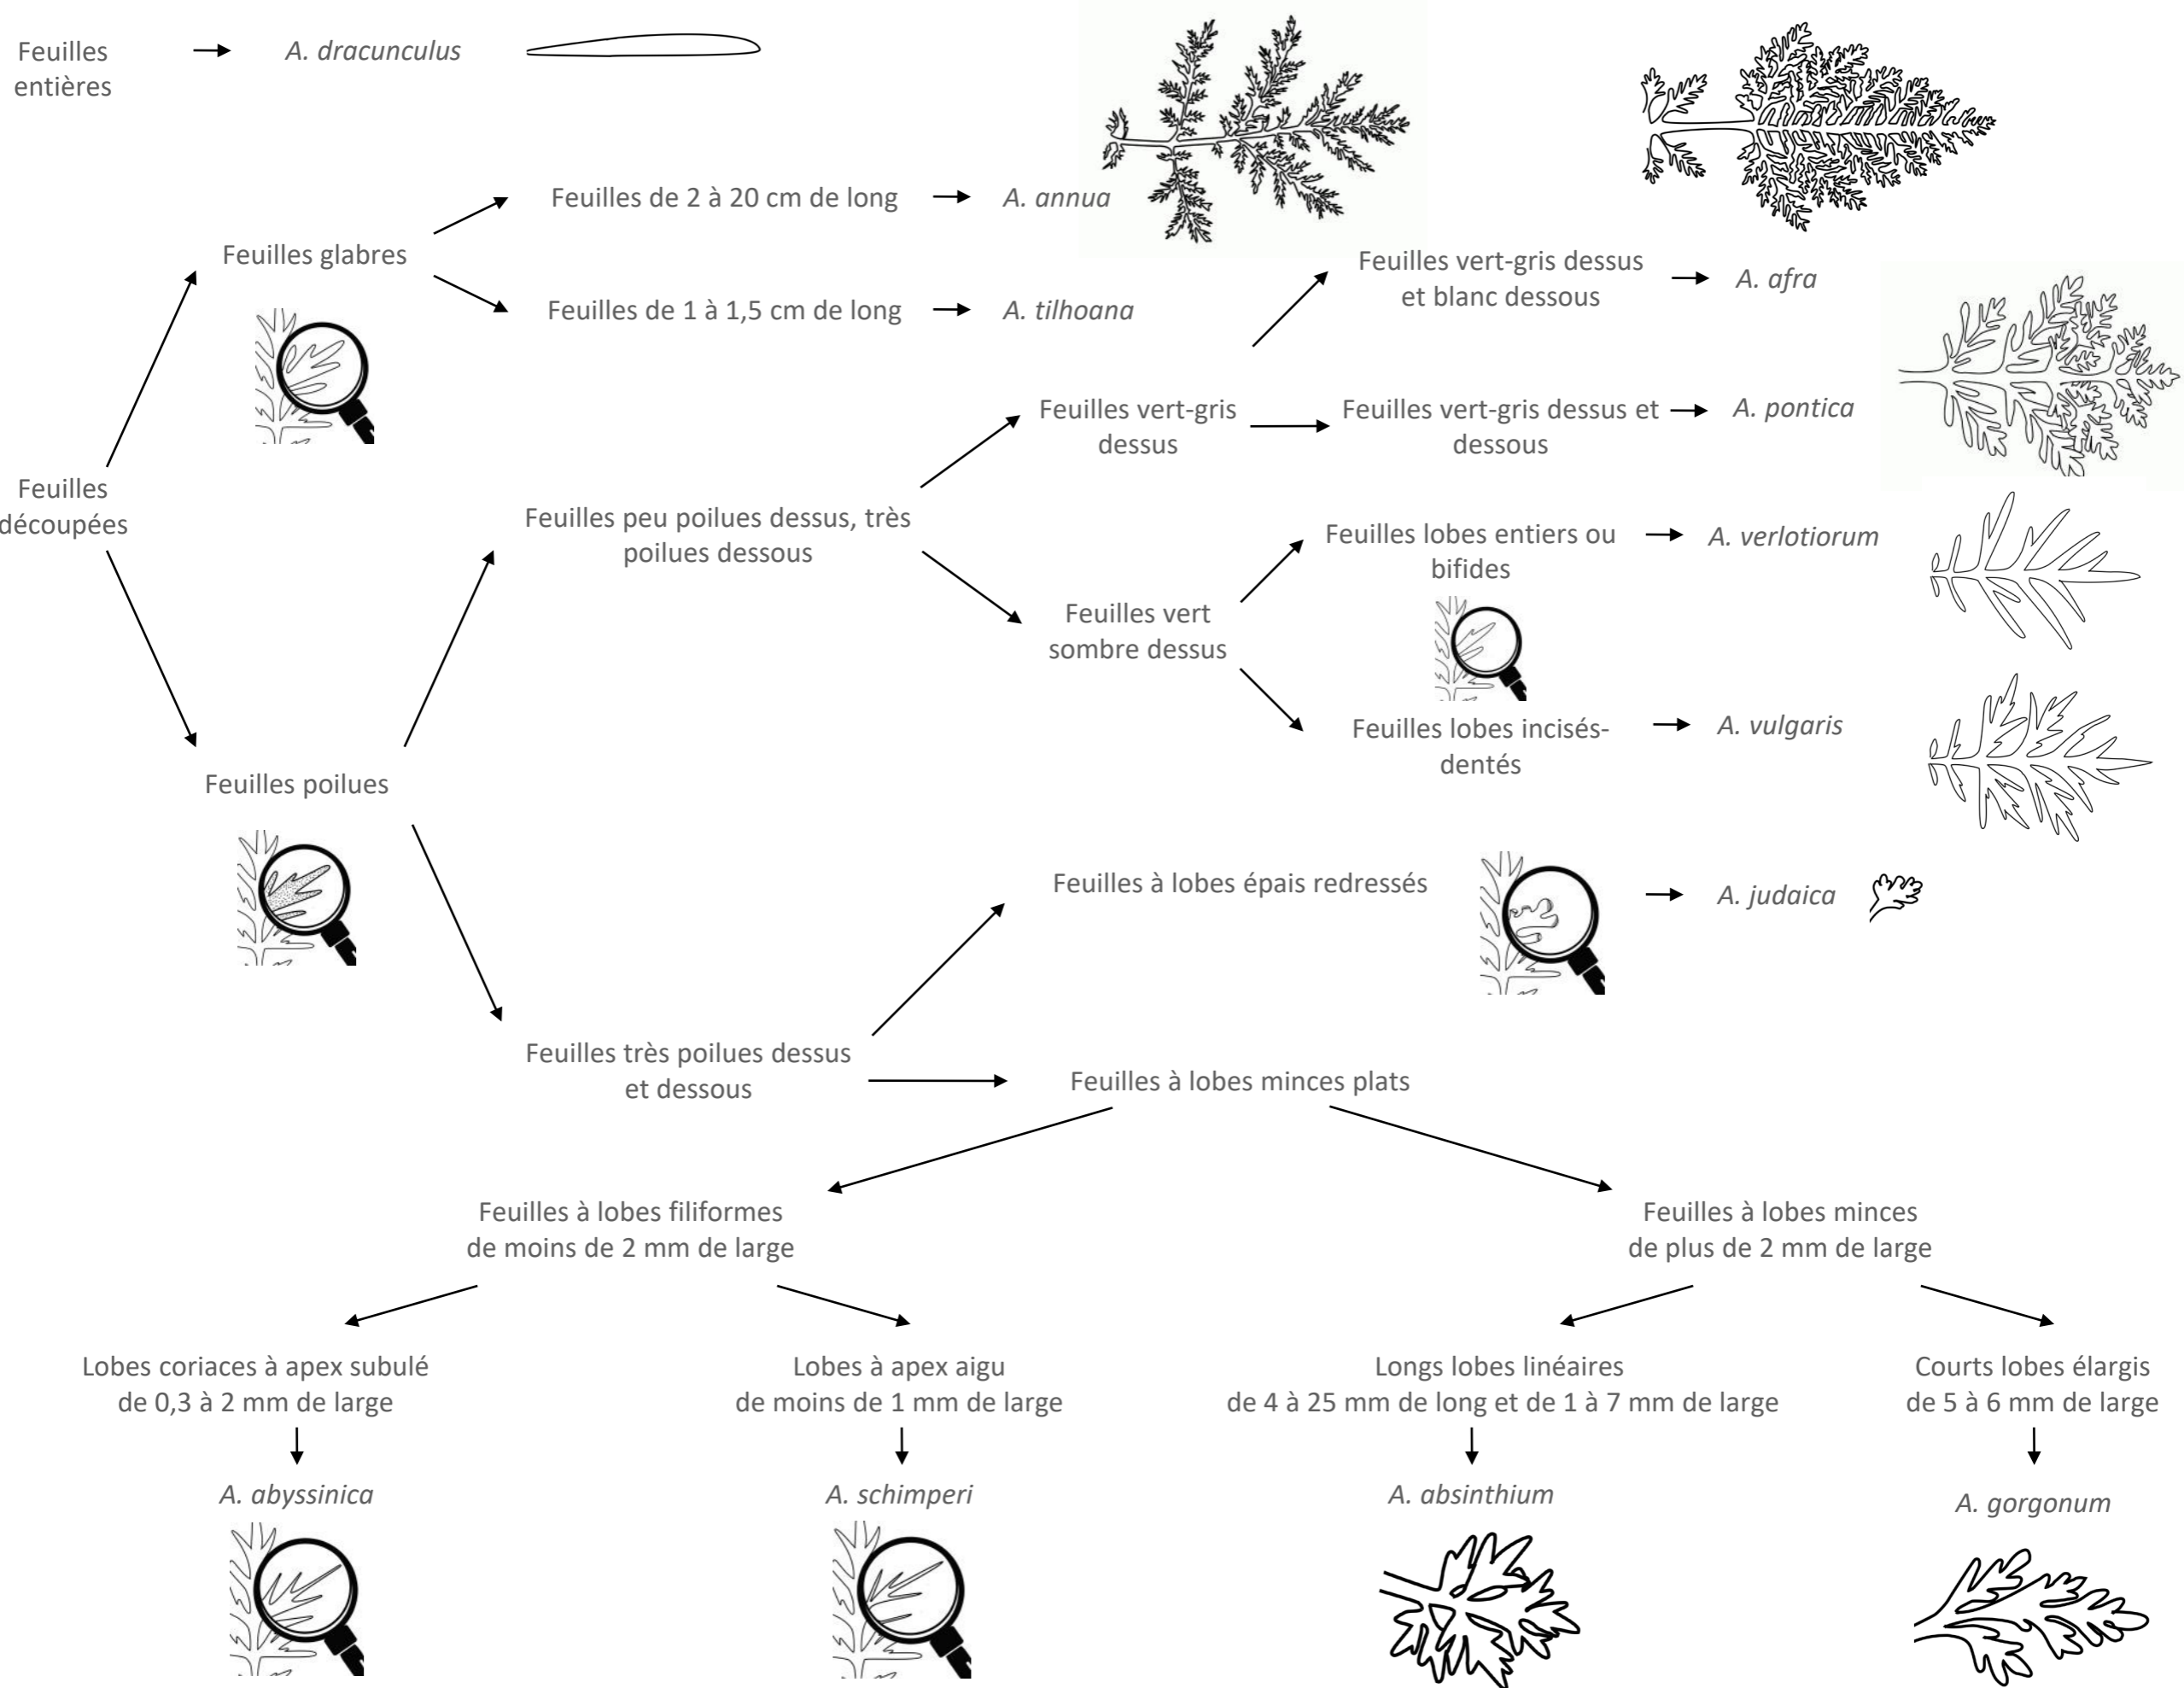 Feuilles
entières
A. dracunculus
Feuilles de 2 à 20 cm de long
A. annua
Feuilles glabres
Feuilles de 1 à 1,5 cm de long
A. tilhoana
Feuilles vert-gris dessus
et blanc dessous
A. afra
Feuilles vert-gris
dessus
Feuilles vert-gris dessus et
dessous
A. pontica
Feuilles
découpées
Feuilles peu poilues dessus, très
poilues dessous
Feuilles lobes entiers ou
bifides
A. verlotiorum
Feuilles vert
sombre dessus
Feuilles lobes incisés-
dentés
A. vulgaris
Feuilles poilues
Feuilles à lobes épais redressés
A. judaica
Feuilles très poilues dessus
et dessous
Feuilles à lobes minces plats
Feuilles à lobes filiformes
de moins de 2 mm de large
Feuilles à lobes minces
de plus de 2 mm de large
Lobes coriaces à apex subulé
de 0,3 à 2 mm de large
Lobes à apex aigu
de moins de 1 mm de large
Longs lobes linéaires
de 4 à 25 mm de long et de 1 à 7 mm de large
Courts lobes élargis
de 5 à 6 mm de large
A. abyssinica
A. schimperi
A. absinthium
A. gorgonum